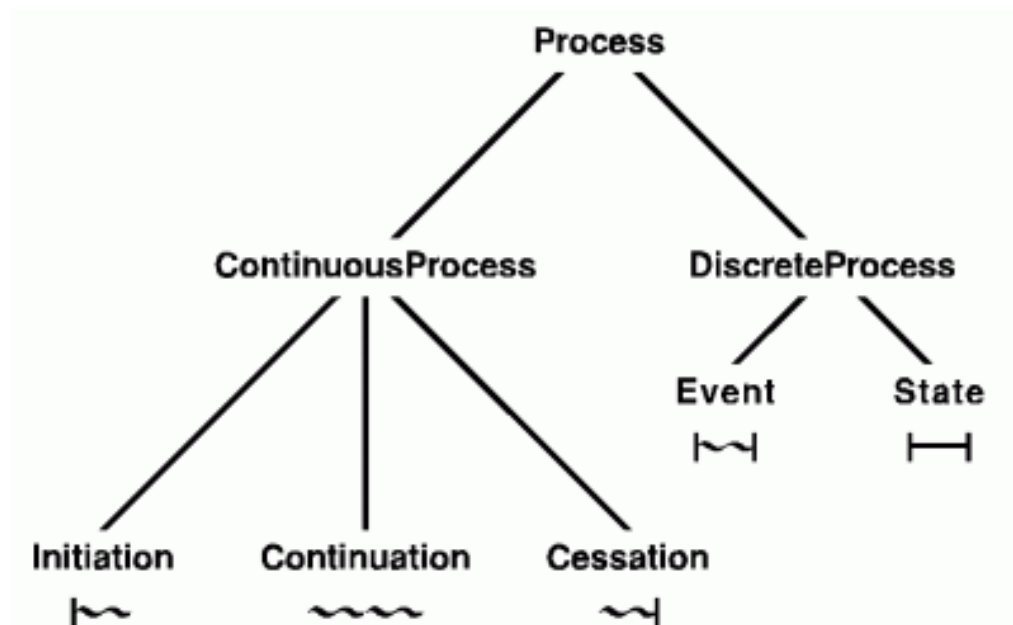 Process
ContinuousProcess DiscreteProcess
Event State
Initiation Continuation Cessation